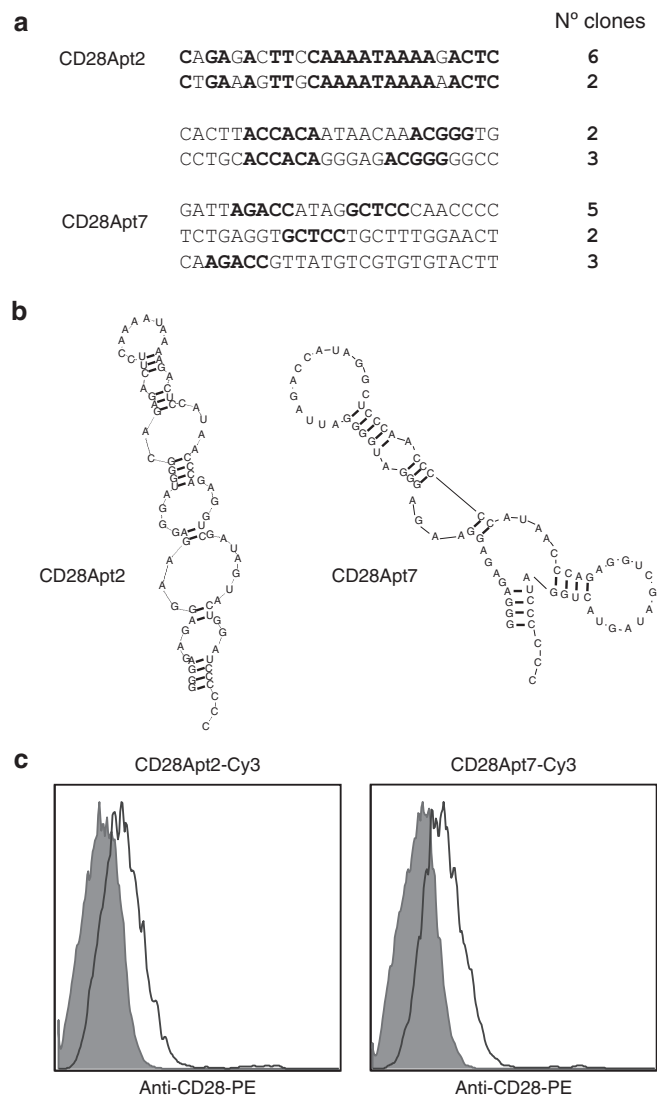 a
Nº clones
CD28Apt2 CAGAGACTTCCAAAATAAAAGACTC 6
CTGAAAGTTGCAAAATAAAAAACTC 2
CACTTACCACAATAACAAACGGGTG 2
CCTGCACCACAGGGAGACGGGGGCC 3
CD28Apt7 GATTAGACCATAGGCTCCCAACCCC 5
TCTGAGGTGCTCCTGCTTTGGAACT 2
CAAGACCGTTATGTCGTGTGTACTT 3
b
CD28Apt2
CD28Apt7
c
CD28Apt2-Cy3
CD28Apt7-Cy3
Anti-CD28-PE
Anti-CD28-PE